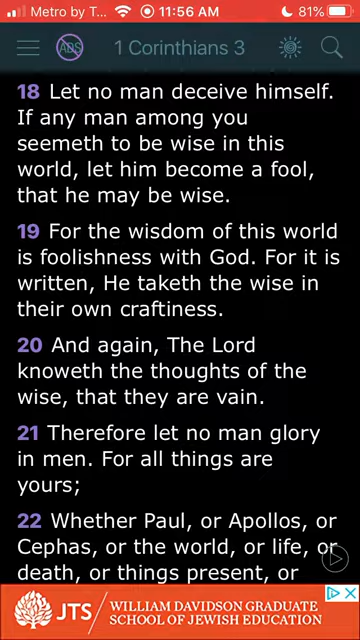 Metro by T... 11:56 AM 81%
ADS 1 Corinthians 3
18 Let no man deceive himself.
If any man among you
seemeth to be wise in this
world, let him become a fool,
that he may be wise.
19 For the wisdom of this world
is foolishness with God. For it is
written, He taketh the wise in
their own craftiness.
20 And again, The Lord
knoweth the thoughts of the
wise, that they are vain.
21 Therefore let no man glory
in men. For all things are
yours;
22 Whether Paul, or Apollos, or
Cephas, or the world, or life, or
death, or things present, or
JTS WILLIAM DAVIDSON GRADUATE
SCHOOL OF JEWISH EDUCATION